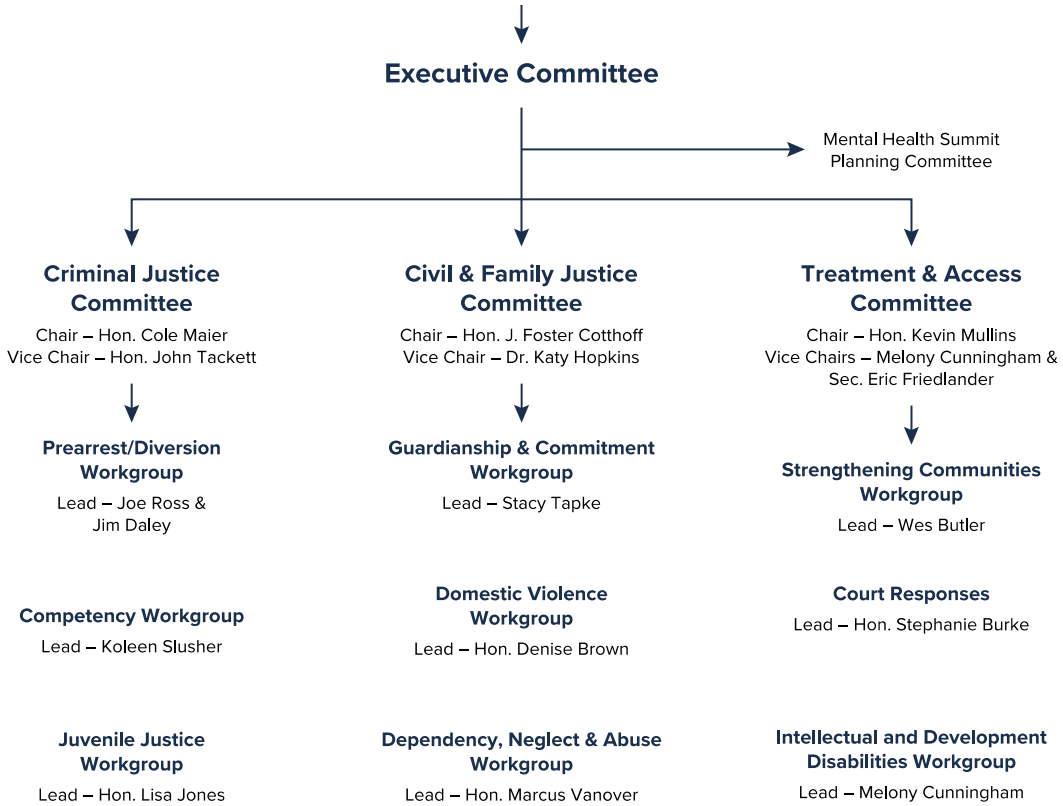 Executive Committee
Mental Health Summit
Planning Committee
Criminal Justice
Committee
Chair – Hon. Cole Maier
Vice Chair – Hon. John Tackett
Civil & Family Justice
Committee
Chair – Hon. J. Foster Cotthoff
Vice Chair – Dr. Katy Hopkins
Treatment & Access
Committee
Chair – Hon. Kevin Mullins
Vice Chairs – Melony Cunningham &
Sec. Eric Friedlander
Prearrest/Diversion
Workgroup
Lead – Joe Ross &
Jim Daley
Guardianship & Commitment
Workgroup
Lead – Stacy Tapke
Strengthening Communities
Workgroup
Lead – Wes Butler
Competency Workgroup
Lead – Koleen Slusher
Domestic Violence
Workgroup
Lead – Hon. Denise Brown
Court Responses
Lead – Hon. Stephanie Burke
Juvenile Justice
Workgroup
Lead – Hon. Lisa Jones
Dependency, Neglect & Abuse
Workgroup
Lead – Hon. Marcus Vanover
Intellectual and Development
Disabilities Workgroup
Lead – Melony Cunningham